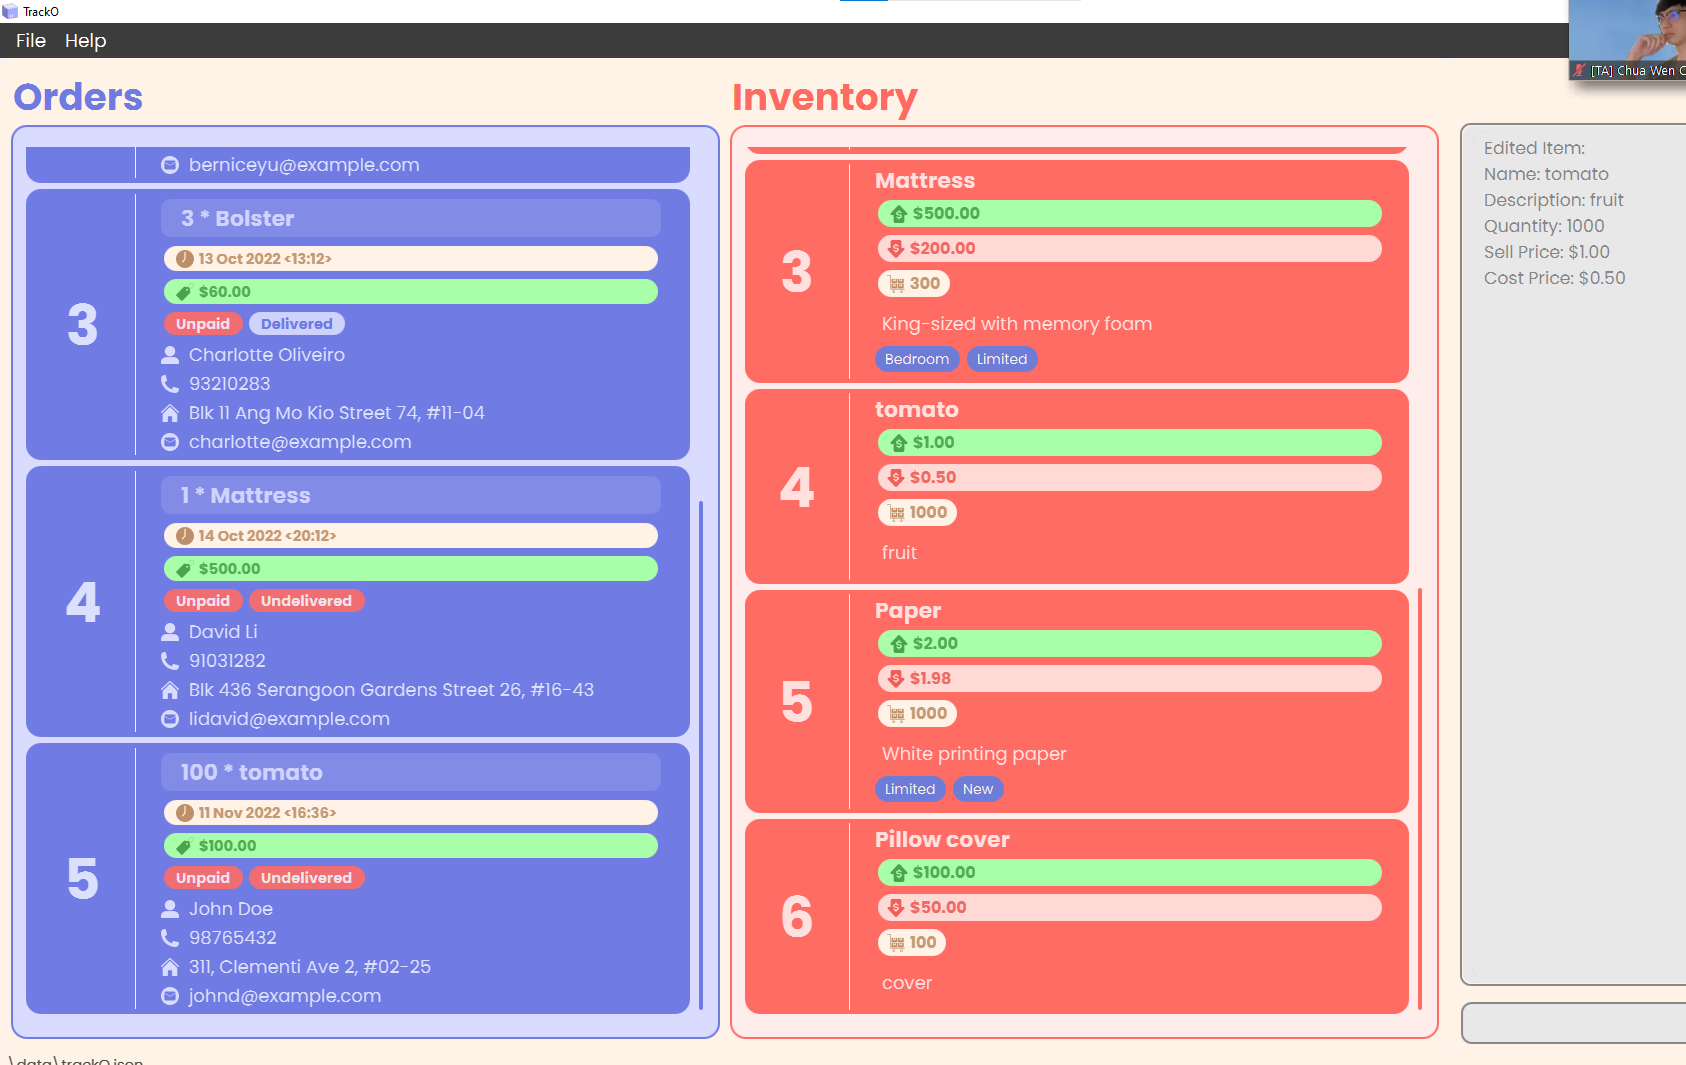 TrackO
File Help
[TA] Chua Wen C
Orders
berniceyu@example.com
3
3 * Bolster
13 Oct 2022 <13:12>
$60.00
Unpaid Delivered
Charlotte Oliveiro
93210283
Blk 11 Ang Mo Kio Street 74, #11-04
charlotte@example.com
4
1 * Mattress
14 Oct 2022 <20:12>
$500.00
Unpaid Undelivered
David Li
91031282
Blk 436 Serangoon Gardens Street 26, #16-43
lidavid@example.com
5
100 * tomato
11 Nov 2022 <16:36>
$100.00
Unpaid Undelivered
John Doe
98765432
311, Clementi Ave 2, #02-25
johnd@example.com
Inventory
3
Mattress
$500.00
$200.00
300
King-sized with memory foam
Bedroom Limited
4
tomato
$1.00
$0.50
1000
fruit
5
Paper
$2.00
$1.98
1000
White printing paper
Limited New
6
Pillow cover
$100.00
$50.00
100
cover
Edited Item:
Name: tomato
Description: fruit
Quantity: 1000
Sell Price: $1.00
Cost Price: $0.50
\data\trackO.json